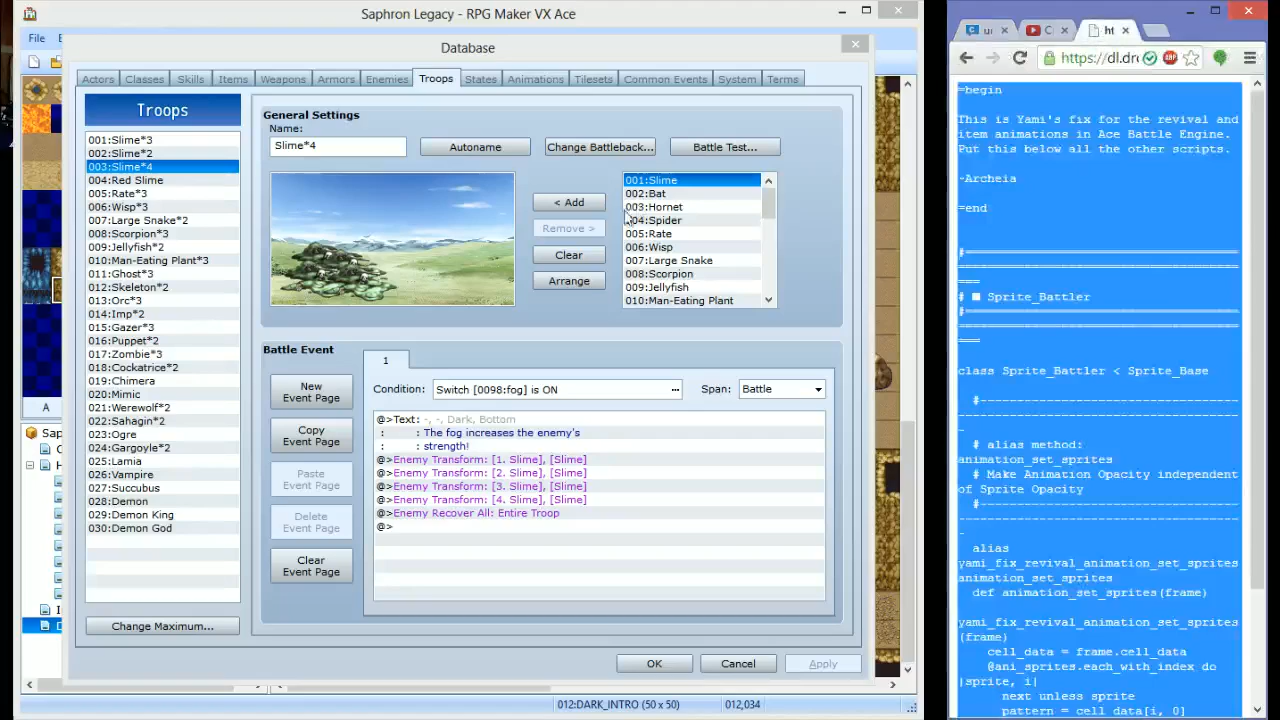 Saphron Legacy - RPG Maker VX Ace
File
Database
Actors
Classes
Skills
Items
Weapons
Armors
Enemies
Troops
States
Animations
Tilesets
Common Events
System
Terms
Troops
001:Slime*3
002:Slime*2
003:Slime*4
004:Red Slime
005:Rate*3
006:Wisp*3
007:Large Snake*2
008:Scorpion*3
009:Jellyfish*2
010:Man-Eating Plant*3
011:Ghost*3
012:Skeleton*2
013:Orc*3
014:Imp*2
015:Gazer*3
016:Puppet*2
017:Zombie*3
018:Cockatrice*2
019:Chimera
020:Mimic
021:Werewolf*2
022:Sahagin*2
023:Ogre
024:Gargoyle*2
025:Lamia
026:Vampire
027:Succubus
028:Demon
029:Demon King
030:Demon God
Change Maximum...
General Settings
Name:
Slime*4
Autoname
Change Battleback...
Battle Test...
< Add
Remove >
Clear
Arrange
001:Slime
002:Bat
003:Hornet
04:Spider
005:Rate
006:Wisp
007:Large Snake
008:Scorpion
009:Jellyfish
010:Man-Eating Plant
Battle Event
1
New
Event Page
Copy
Event Page
Paste
Event Page
Delete
Event Page
Clear
Event Page
Condition:
Switch [0098:fog] is ON
...
Span:
Battle
@>Text: -, -, Dark, Bottom
: : The fog increases the enemy's
: : strength!
@>Enemy Transform: [1. Slime], [Slime]
@>Enemy Transform: [2. Slime], [Slime]
@>Enemy Transform: [3. Slime], [Slime]
@>Enemy Transform: [4. Slime], [Slime]
@>Enemy Recover All: Entire Troop
@>
OK
Cancel
Apply
A
Sap
012:DARK_INTRO (50 x 50)
012,034
ht
https://dl.dro
ABP
=begin
This is Yami's fix for the revival and
item animations in Ace Battle Engine.
Put this below all the other scripts.
-Archeia
=end
#==============================
==============================
===
# ■ Sprite_Battler
#==============================
==============================
===
class Sprite_Battler < Sprite_Base
#----------------------------
------------------------------
-
# alias method:
animation_set_sprites
# Make Animation Opacity independent
of Sprite Opacity
#----------------------------
------------------------------
-
alias
yami_fix_revival_animation_set_sprites
animation_set_sprites
def animation_set_sprites(frame)
yami_fix_revival_animation_set_sprites
(frame)
cell_data = frame.cell_data
@ani_sprites.each_with_index do
|sprite, i|
next unless sprite
pattern = cell_data[i, 0]